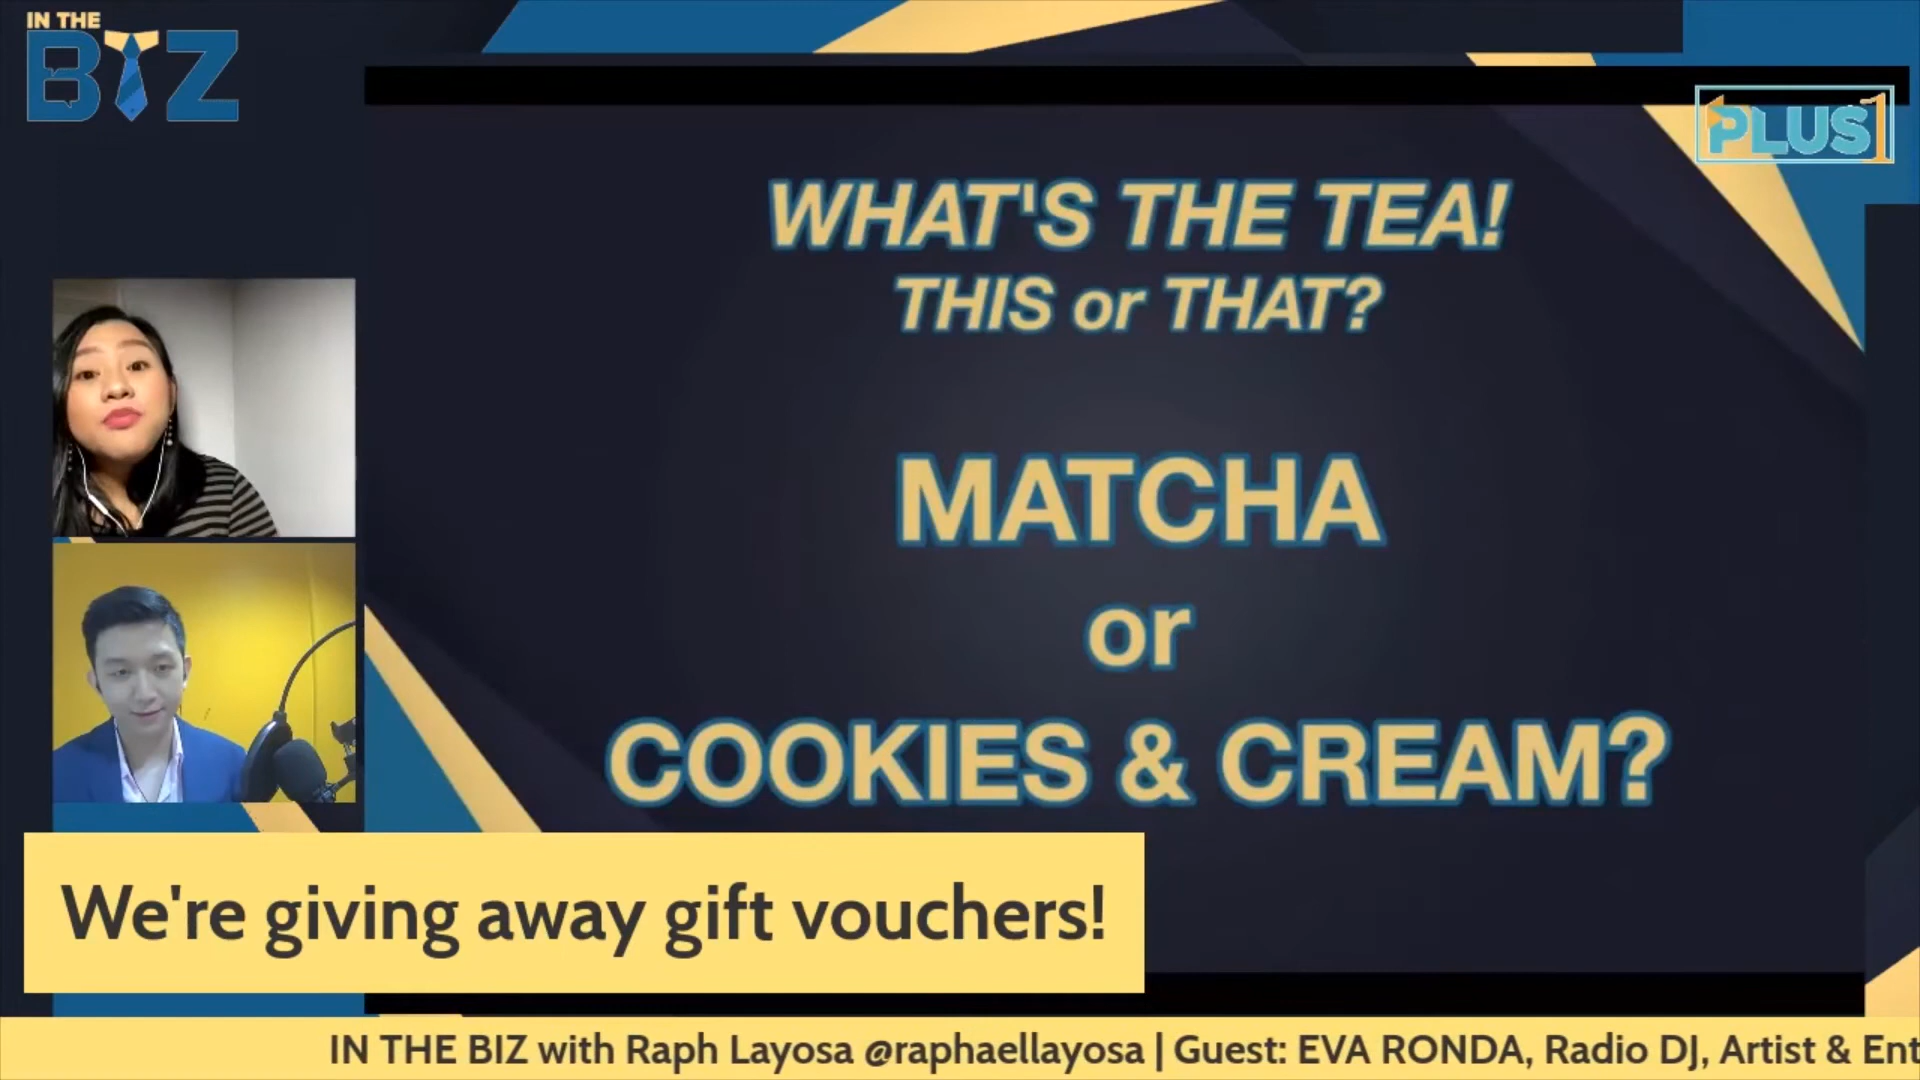 IN THE
BIZ
PLUS1
WHAT'S THE TEA!
THIS or THAT?
MATCHA
or
COOKIES & CREAM?
We're giving away gift vouchers!
IN THE BIZ with Raph Layosa @raphaellayosa | Guest: EVA RONDA, Radio DJ, Artist & Ent